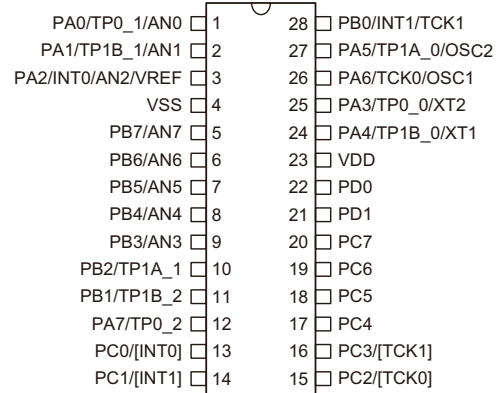 PA0/TP0_1/AN0 1 28 PB0/INT1/TCK1
PA1/TP1B_1/AN1 2 27 PA5/TP1A_0/OSC2
PA2/INT0/AN2/VREF 3 26 PA6/TCK0/OSC1
VSS 4 25 PA3/TP0_0/XT2
PB7/AN7 5 24 PA4/TP1B_0/XT1
PB6/AN6 6 23 VDD
PB5/AN5 7 22 PD0
PB4/AN4 8 21 PD1
PB3/AN3 9 20 PC7
PB2/TP1A_1 10 19 PC6
PB1/TP1B_2 11 18 PC5
PA7/TP0_2 12 17 PC4
PC0/[INT0] 13 16 PC3/[TCK1]
PC1/[INT1] 14 15 PC2/[TCK0]